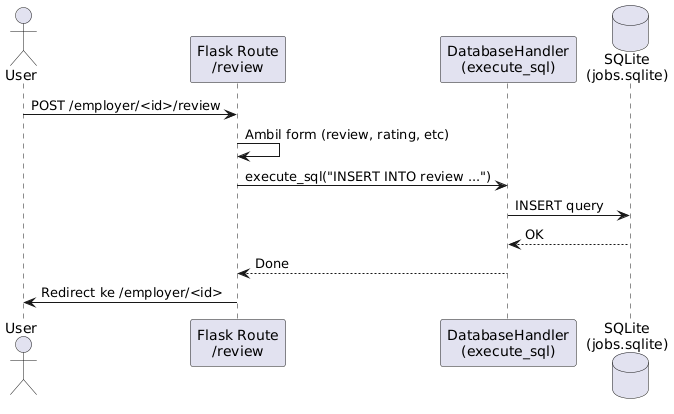 User
Flask Route
/review
DatabaseHandler
(execute_sql)
SQLite
(jobs.sqlite)
POST /employer/<id>/review
Ambil form (review, rating, etc)
execute_sql("INSERT INTO review ...")
INSERT query
OK
Done
Redirect ke /employer/<id>
User
Flask Route
/review
DatabaseHandler
(execute_sql)
SQLite
(jobs.sqlite)